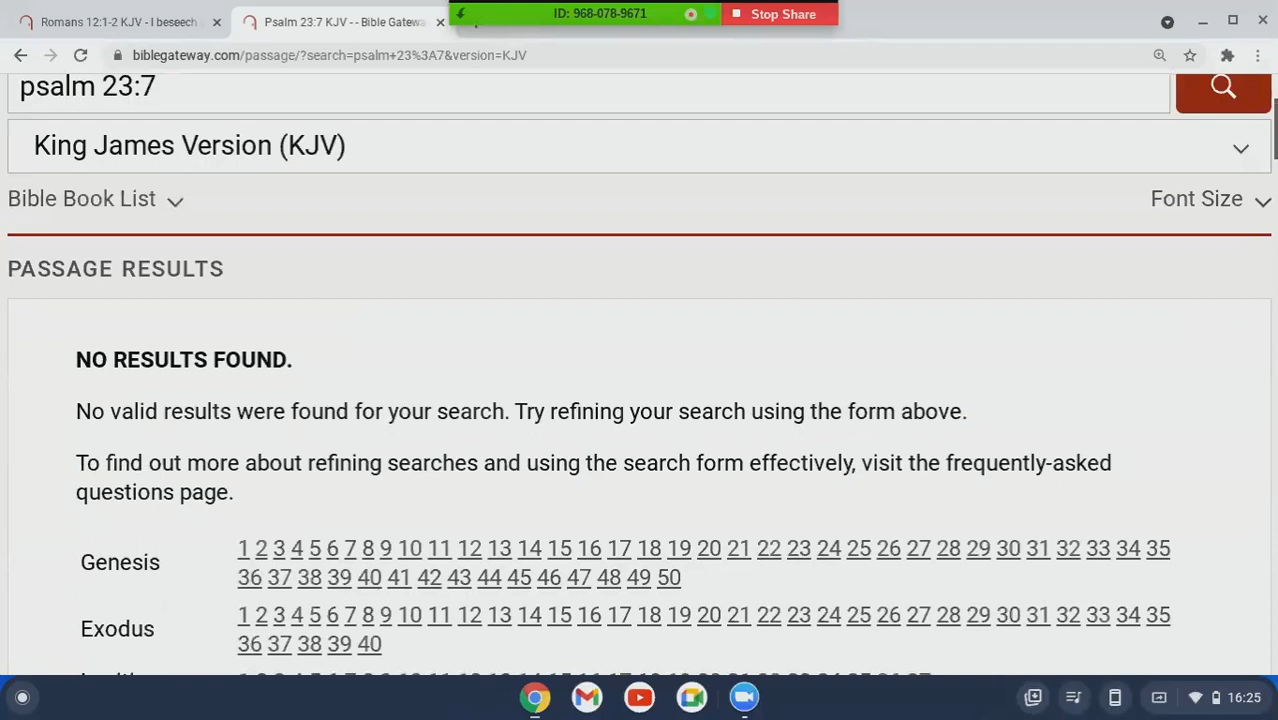 Romans 12:1-2 KJV - I beseech
Psalm 23:7 KJV - - Bible Gatewa
ID: 968-078-9671
Stop Share
biblegateway.com/passage/?search=psalm+23%3A7&version=KJV
psalm 23:7
King James Version (KJV)
Bible Book List
Font Size
PASSAGE RESULTS
NO RESULTS FOUND.
No valid results were found for your search. Try refining your search using the form above.
To find out more about refining searches and using the search form effectively, visit the frequently-asked
questions page.
Genesis
1 2 3 4 5 6 7 8 9 10 11 12 13 14 15 16 17 18 19 20 21 22 23 24 25 26 27 28 29 30 31 32 33 34 35
36 37 38 39 40 41 42 43 44 45 46 47 48 49 50
Exodus
1 2 3 4 5 6 7 8 9 10 11 12 13 14 15 16 17 18 19 20 21 22 23 24 25 26 27 28 29 30 31 32 33 34 35
36 37 38 39 40
16:25